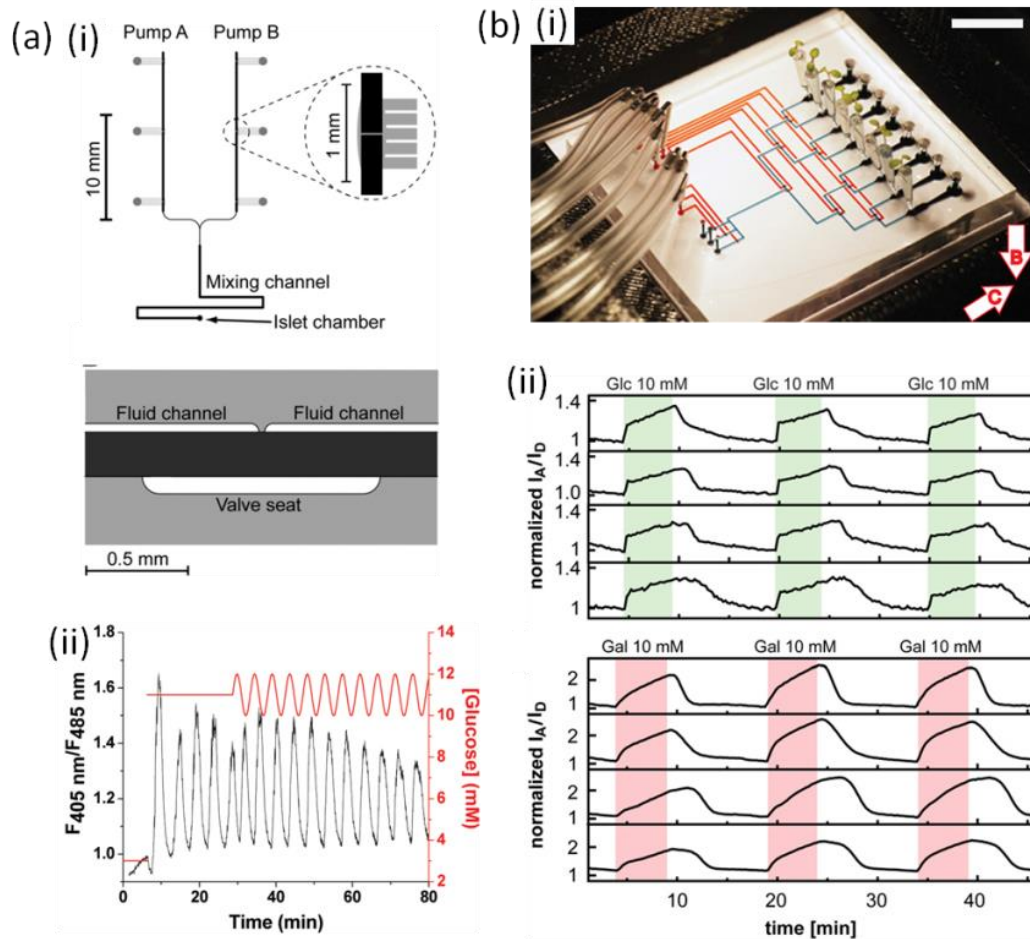 (a) (i)
Pump A Pump B
10 mm
1 mm
Mixing channel
Islet chamber
Fluid channel Fluid channel
Valve seat
0.5 mm
(ii)
F405 nm/F485 nm
1.8
1.6
1.4
1.2
1.0
14
12
10
8
6
4
3
2
[Glucose] (mM)
0 20 40 60 80
Time (min)
(b) (i)
B
C
(ii)
Glc 10 mM Glc 10 mM Glc 10 mM
normalized IA/ID
1.4
1
1.4
1.0
1.4
1
1.4
1
Gal 10 mM Gal 10 mM Gal 10 mM
normalized IA/ID
2
1
2
1
2
1
2
1
10 20 30 40
time [min]